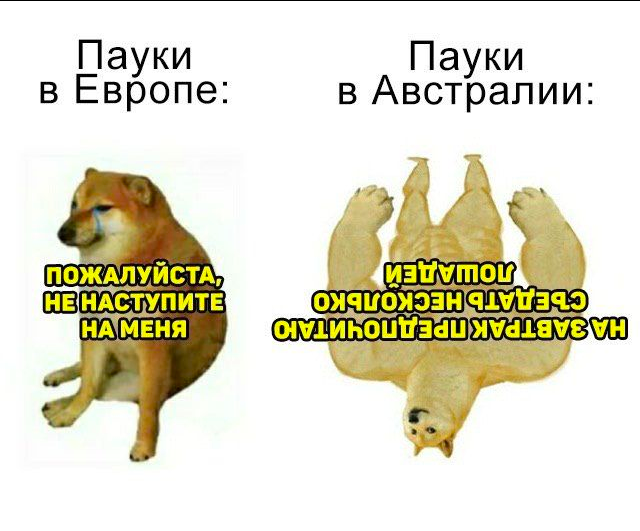 Пауки
в Европе:
Пауки
в Австралии:
ПОЖАЛУЙСТА,
НЕ НАСТУПИТЕ
НА МЕНЯ
НА ЗАВТРАК ПРЕДПОЧИТАЮ
СЪЕДАТЬ НЕСКОЛЬКО
ЛОШАДЕЙ